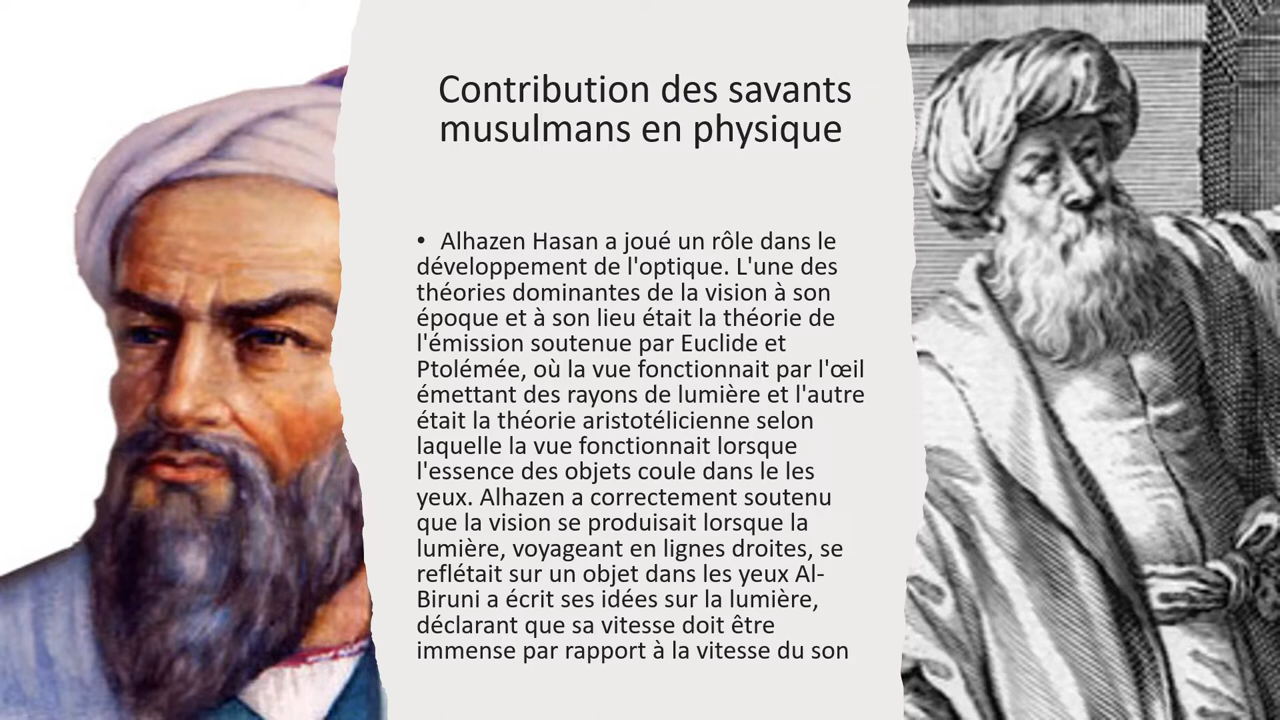 Contribution des savants
musulmans en physique
• Alhazen Hasan a joué un rôle dans le
développement de l'optique. L'une des
théories dominantes de la vision à son
époque et à son lieu était la théorie de
l'émission soutenue par Euclide et
Ptolémée, où la vue fonctionnait par l'œil
émettant des rayons de lumière et l'autre
était la théorie aristotélicienne selon
laquelle la vue fonctionnait lorsque
l'essence des objets coule dans le les
yeux. Alhazen a correctement soutenu
que la vision se produisait lorsque la
lumière, voyageant en lignes droites, se
reflétait sur un objet dans les yeux Al-
Biruni a écrit ses idées sur la lumière,
déclarant que sa vitesse doit être
immense par rapport à la vitesse du son